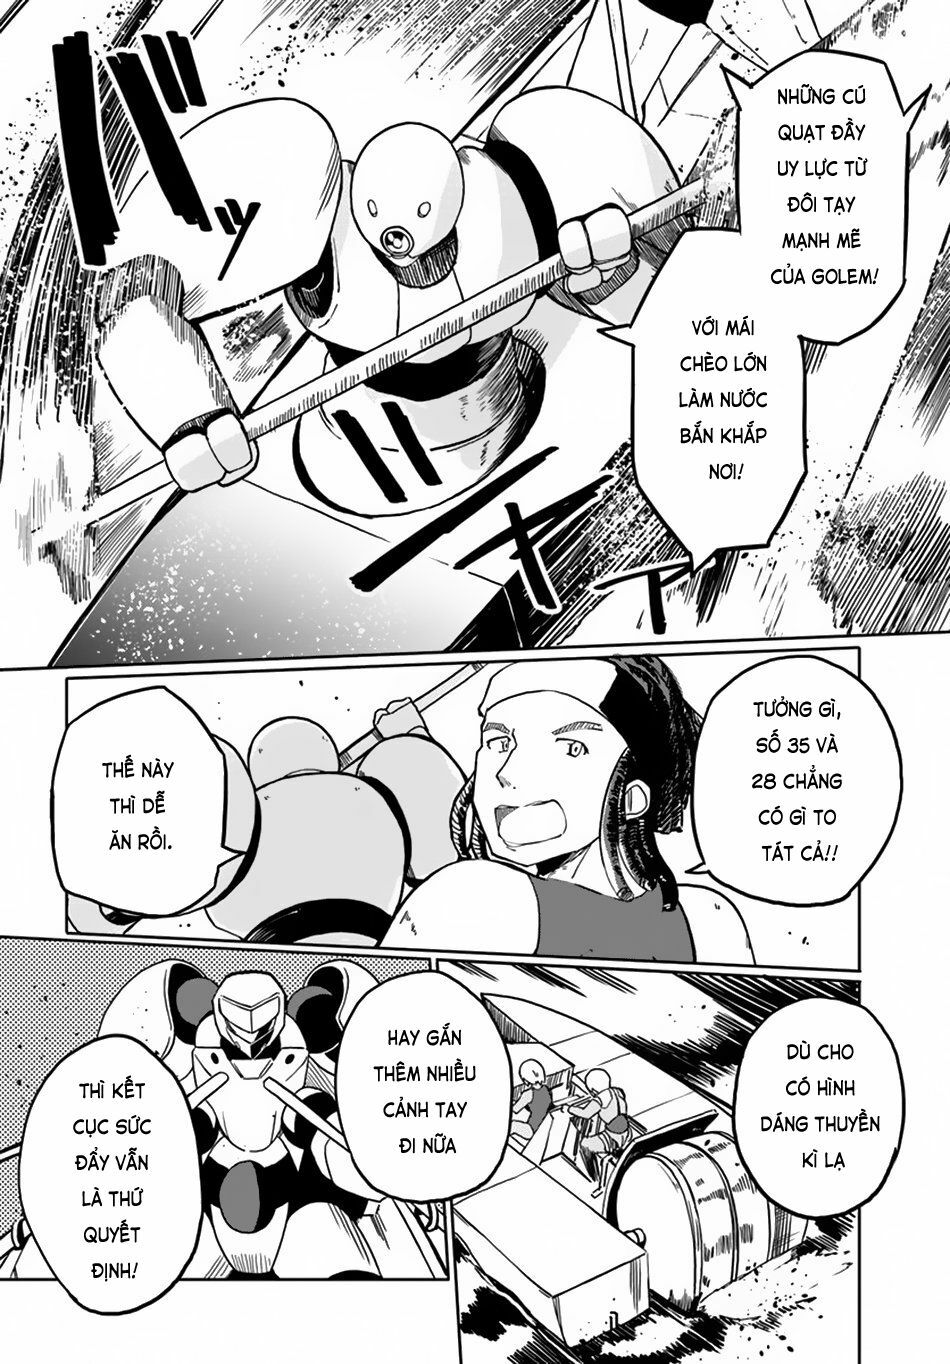 NHỮNG CÚ
QUẠT ĐẦY
UY LỰC TỪ
ĐÔI TẠY
MẠNH MẼ
CỦA GOLEM!
VỚI MÁI
CHÈO LỚN
LÀM NƯỚC
BẮN KHẮP
NƠI!
TƯỞNG GÌ,
SỐ 35 VÀ
28 CHẲNG
CÓ GÌ TO
TÁT CẢ!!
THẾ NÀY
THÌ DỄ
ĂN RỒI.
DÙ CHO
CÓ HÌNH
DÁNG THUYỀN
KÌ LẠ
HAY GẮN
THÊM NHIỀU
CẢNH TAY
ĐI NỮA
THÌ KẾT
CỤC SỨC
ĐẨY VẪN
LÀ THỨ
QUYẾT
ĐỊNH!